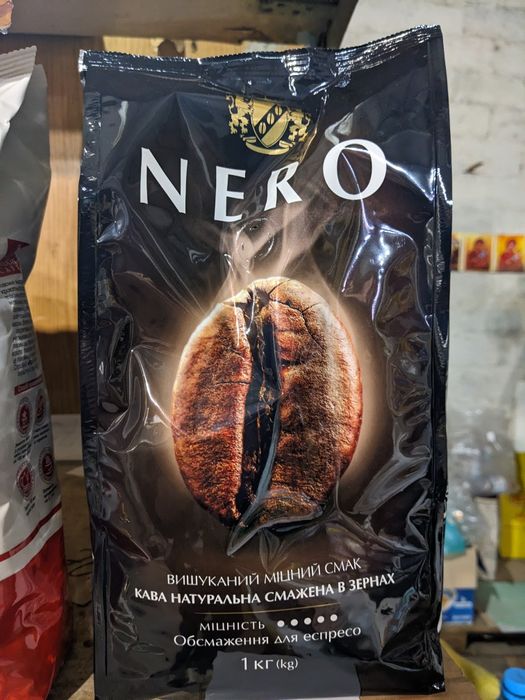 NERO
ВИШУКАНИЙ МІЦНИЙ СМАК
КАВА НАТУРАЛЬНА СМАЖЕНА В ЗЕРНАХ
МІЦНІСТЬ
Обсмаження для еспресо
1 кг (kg)